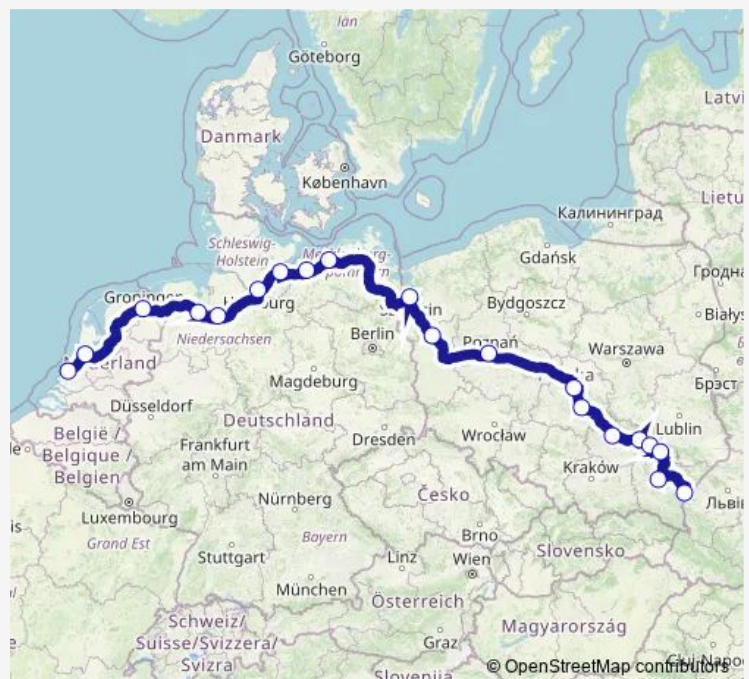 län
Göteborg
Danmark
Latvi
København
Lietu
Калининград
Schleswig-
Holstein
Gdańsk
Гродна
Groningen
Bydgoszcz
Białys
Niedersachsen
Berlin
Poznań
Warszawa
Nederland
Брэст
Magdeburg
Düsseldorf
Lublin
België /
Belgique /
Belgien
Deutschland
Frankfurt
am Main
Dresden
Wrocław
Kraków
Česko
Luxembourg
Nürnberg
Grand Est
Brno
Bayern
Slovensko
Stuttgart
Linz
Wien
München
Österreich
Magyarország
Schweiz/
Suisse/Svizzera/
Svizra
Graz
Slovenija
© OpenStreetMap contributors